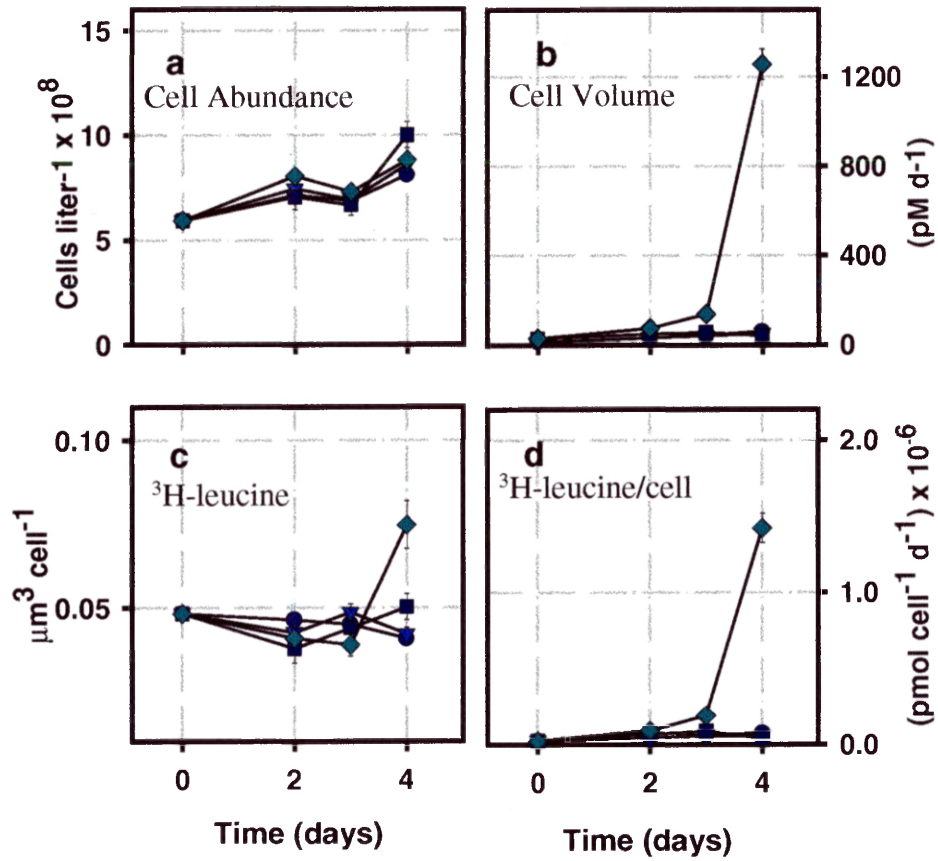 15
a
Cell Abundance
10
5
0
Cells liter-1 x 10⁸
b
Cell Volume
1200
800
400
0
(pM d-1)
0.10
c
³H-leucine
0.05
μm³ cell⁻¹
0 2 4
Time (days)
d
³H-leucine/cell
2.0
1.0
0.0
(pmol cell⁻¹ d⁻¹) x 10⁻⁶
0 2 4
Time (days)